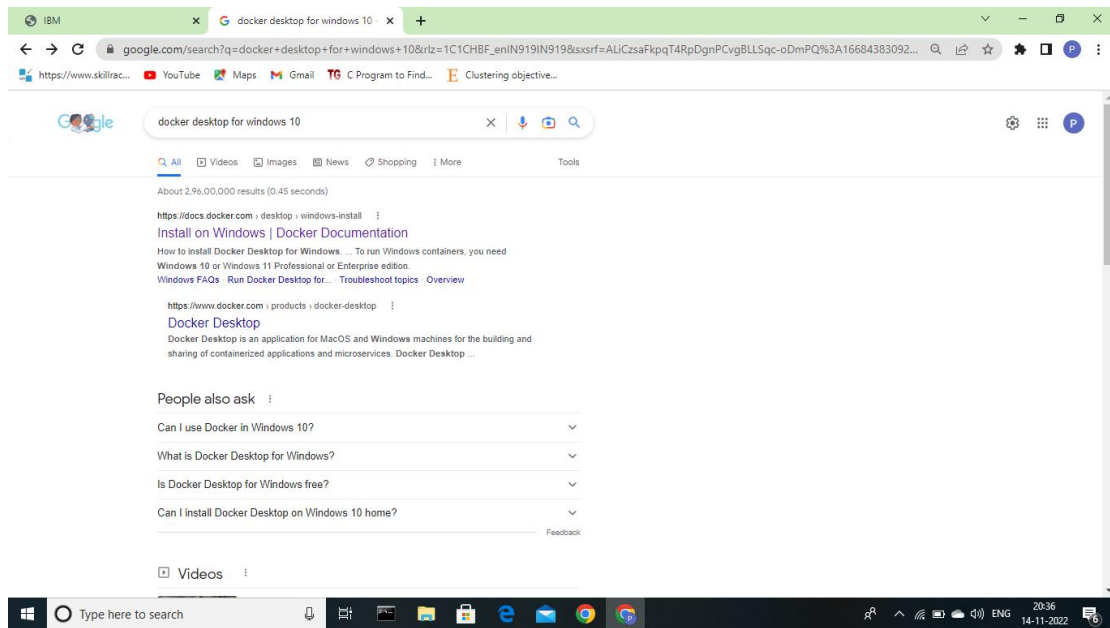 IBM
docker desktop for windows 10 -
google.com/search?q=docker+desktop+for+windows+10&rlz=1C1CHBF_enIN919IN919&sxsrf=ALiCzsaFkpqT4RpDgnPCvgBLLSqc-oDmPQ%3A16684383092...
P
https://www.skillrac...
YouTube
Maps
Gmail
TG C Program to Find...
E Clustering objective...
Google
docker desktop for windows 10
P
All
Videos
Images
News
Shopping
More
Tools
About 2,96,00,000 results (0.45 seconds)
https://docs.docker.com › desktop › windows-install
Install on Windows | Docker Documentation
How to install Docker Desktop for Windows. ... To run Windows containers, you need
Windows 10 or Windows 11 Professional or Enterprise edition.
Windows FAQs · Run Docker Desktop for... · Troubleshoot topics · Overview
https://www.docker.com › products › docker-desktop
Docker Desktop
Docker Desktop is an application for MacOS and Windows machines for the building and
sharing of containerized applications and microservices. Docker Desktop ...
People also ask
Can I use Docker in Windows 10?
What is Docker Desktop for Windows?
Is Docker Desktop for Windows free?
Can I install Docker Desktop on Windows 10 home?
Feedback
Videos
Type here to search
ENG
20:36
14-11-2022
6